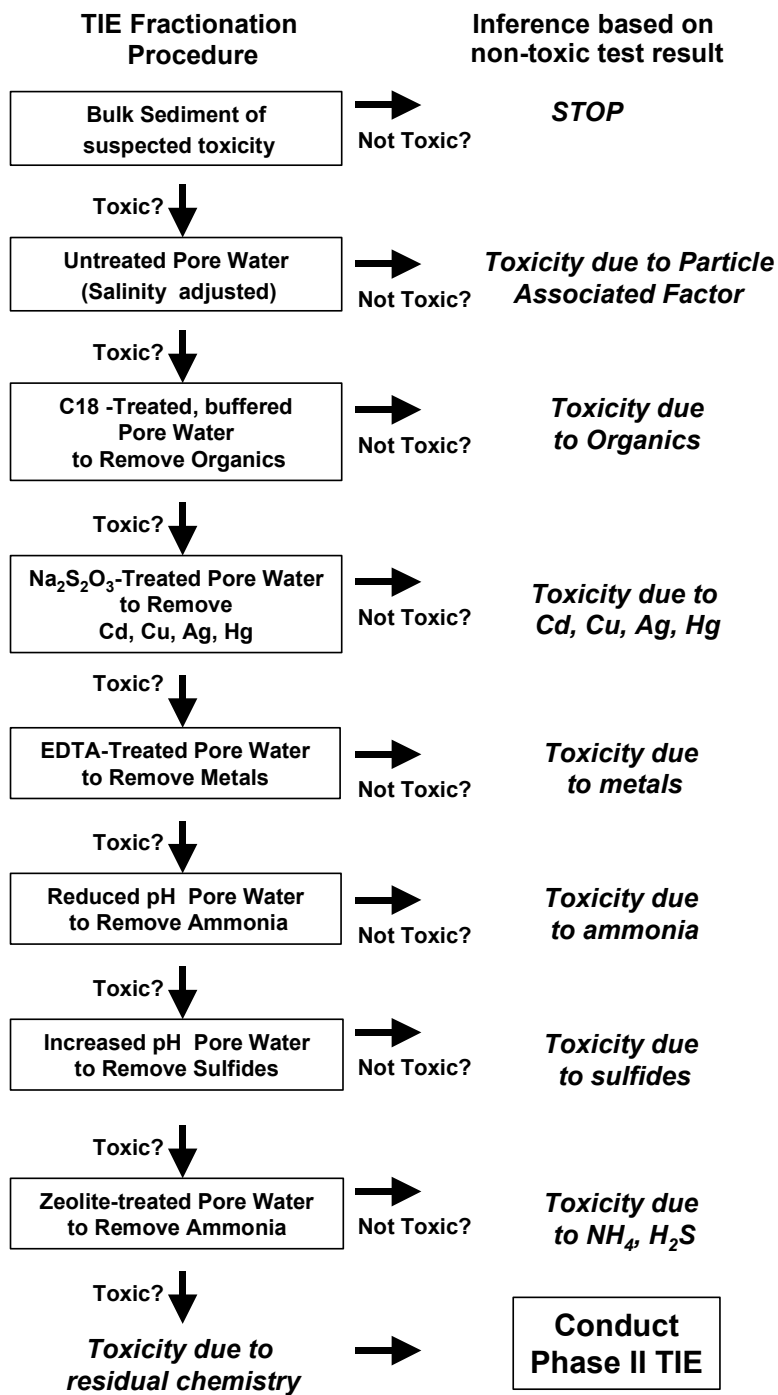 TIE Fractionation
Procedure
Inference based on
non-toxic test result
Bulk Sediment of
suspected toxicity
Not Toxic?
STOP
Toxic?
Untreated Pore Water
(Salinity adjusted)
Not Toxic?
Toxicity due to Particle
Associated Factor
Toxic?
C18 -Treated, buffered
Pore Water
to Remove Organics
Not Toxic?
Toxicity due
to Organics
Toxic?
Na₂S₂O₃-Treated Pore Water
to Remove
Cd, Cu, Ag, Hg
Not Toxic?
Toxicity due to
Cd, Cu, Ag, Hg
Toxic?
EDTA-Treated Pore Water
to Remove Metals
Not Toxic?
Toxicity due
to metals
Toxic?
Reduced pH Pore Water
to Remove Ammonia
Not Toxic?
Toxicity due
to ammonia
Toxic?
Increased pH Pore Water
to Remove Sulfides
Not Toxic?
Toxicity due
to sulfides
Toxic?
Zeolite-treated Pore Water
to Remove Ammonia
Not Toxic?
Toxicity due
to NH₄, H₂S
Toxic?
Toxicity due to
residual chemistry
Conduct
Phase II TIE